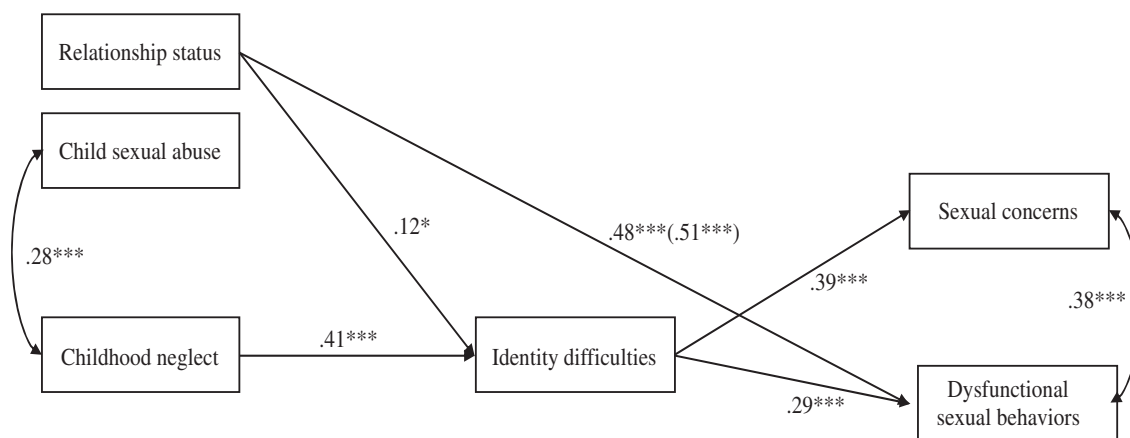 Relationship status
Child sexual abuse
.28***
Childhood neglect
.12*
.41***
Identity difficulties
.48***(.51***)
.39***
.29***
Sexual concerns
.38***
Dysfunctional
sexual behaviors